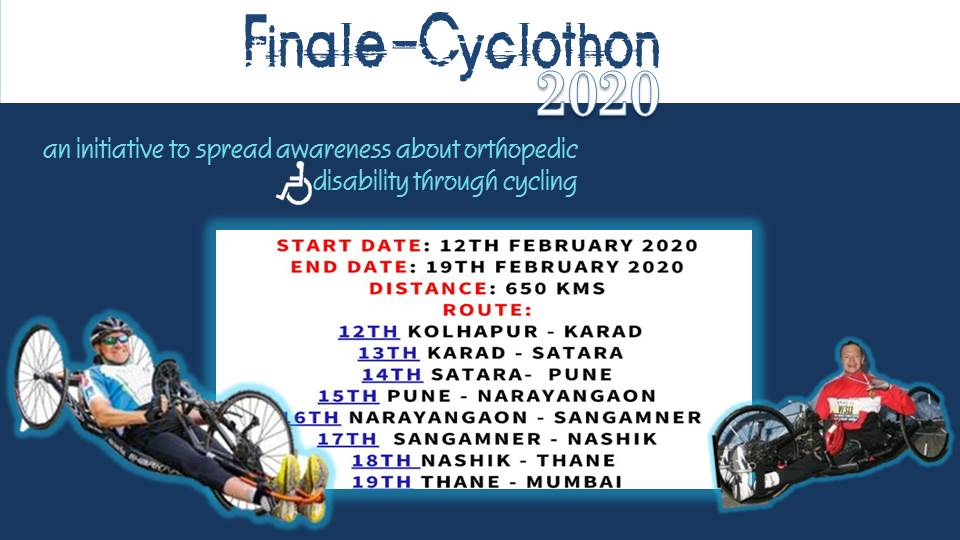 Finale-Cyclothon
2020
an initiative to spread awareness about orthopedic
disability through cycling
START DATE: 12TH FEBRUARY 2020
END DATE: 19TH FEBRUARY 2020
DISTANCE: 650 KMS
ROUTE:
12TH KOLHAPUR - KARAD
13TH KARAD - SATARA
14TH SATARA- PUNE
15TH PUNE - NARAYANGAON
16TH NARAYANGAON - SANGAMNER
17TH SANGAMNER - NASHIK
18TH NASHIK - THANE
19TH THANE - MUMBAI